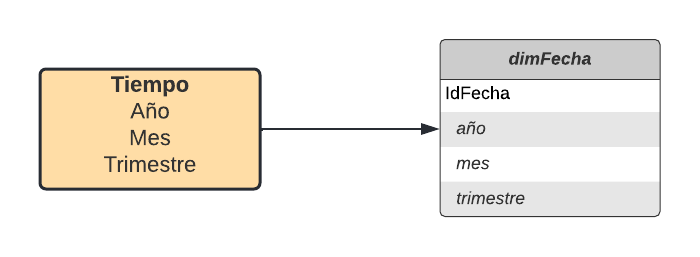 Tiempo
Año
Mes
Trimestre
dimFecha
IdFecha
año
mes
trimestre